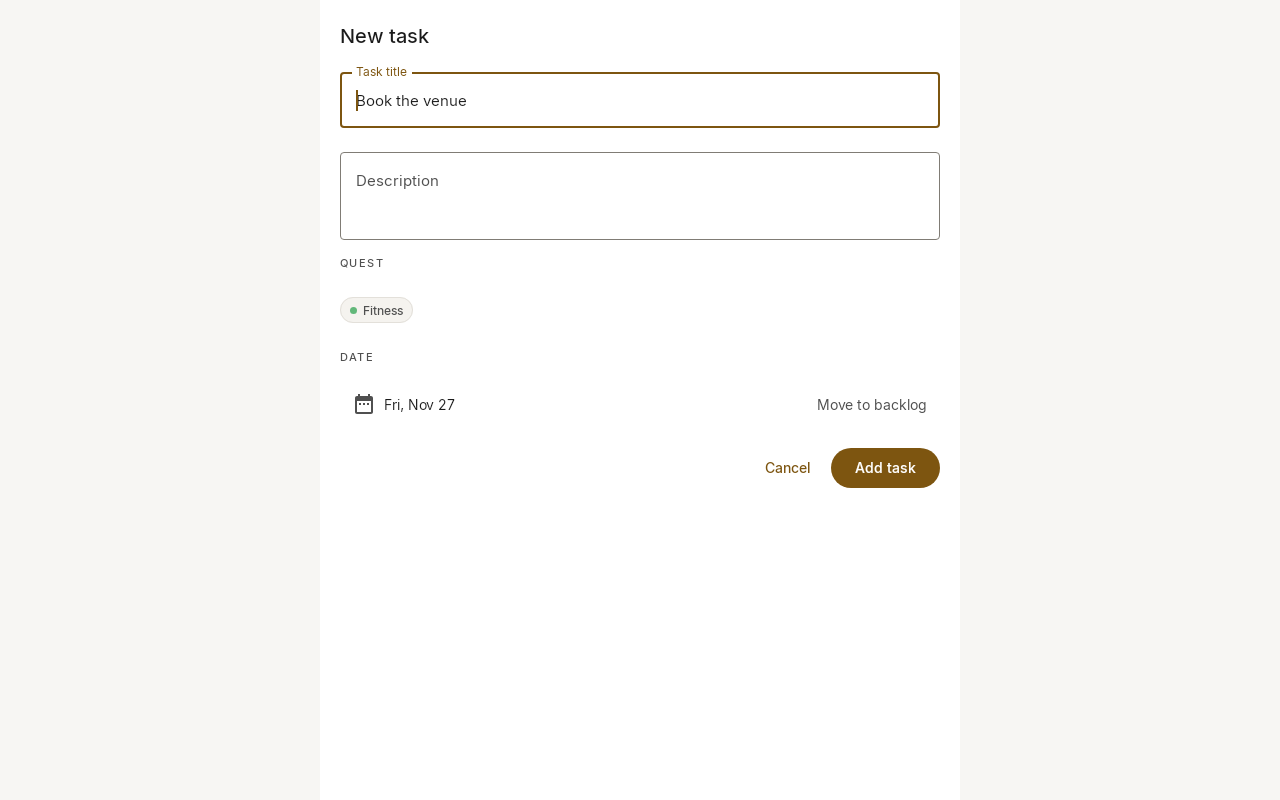 New task
Task title
Book the venue
Description
QUEST
Fitness
DATE
Fri, Nov 27
Move to backlog
Cancel
Add task